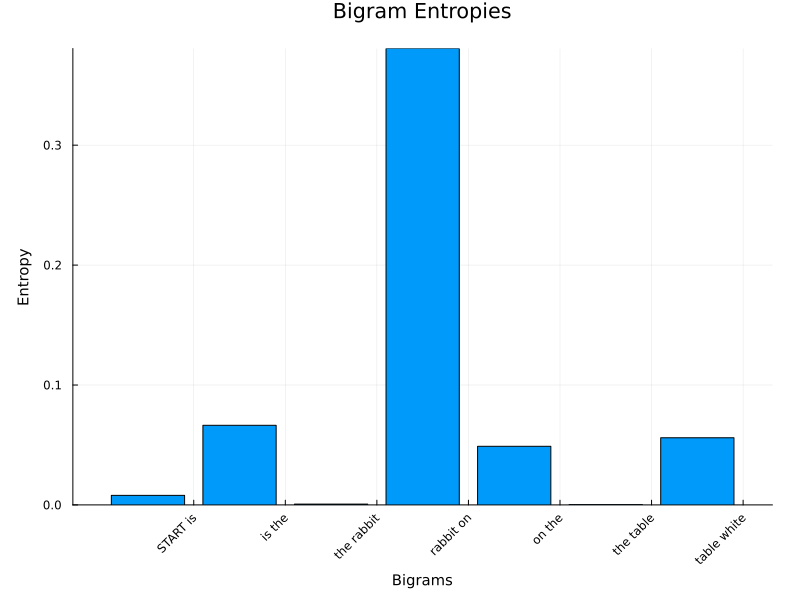 Bigram Entropies
Entropy
0.3
0.2
0.1
0.0
START is
is the
the rabbit
rabbit on
on the
the table
table white
Bigrams